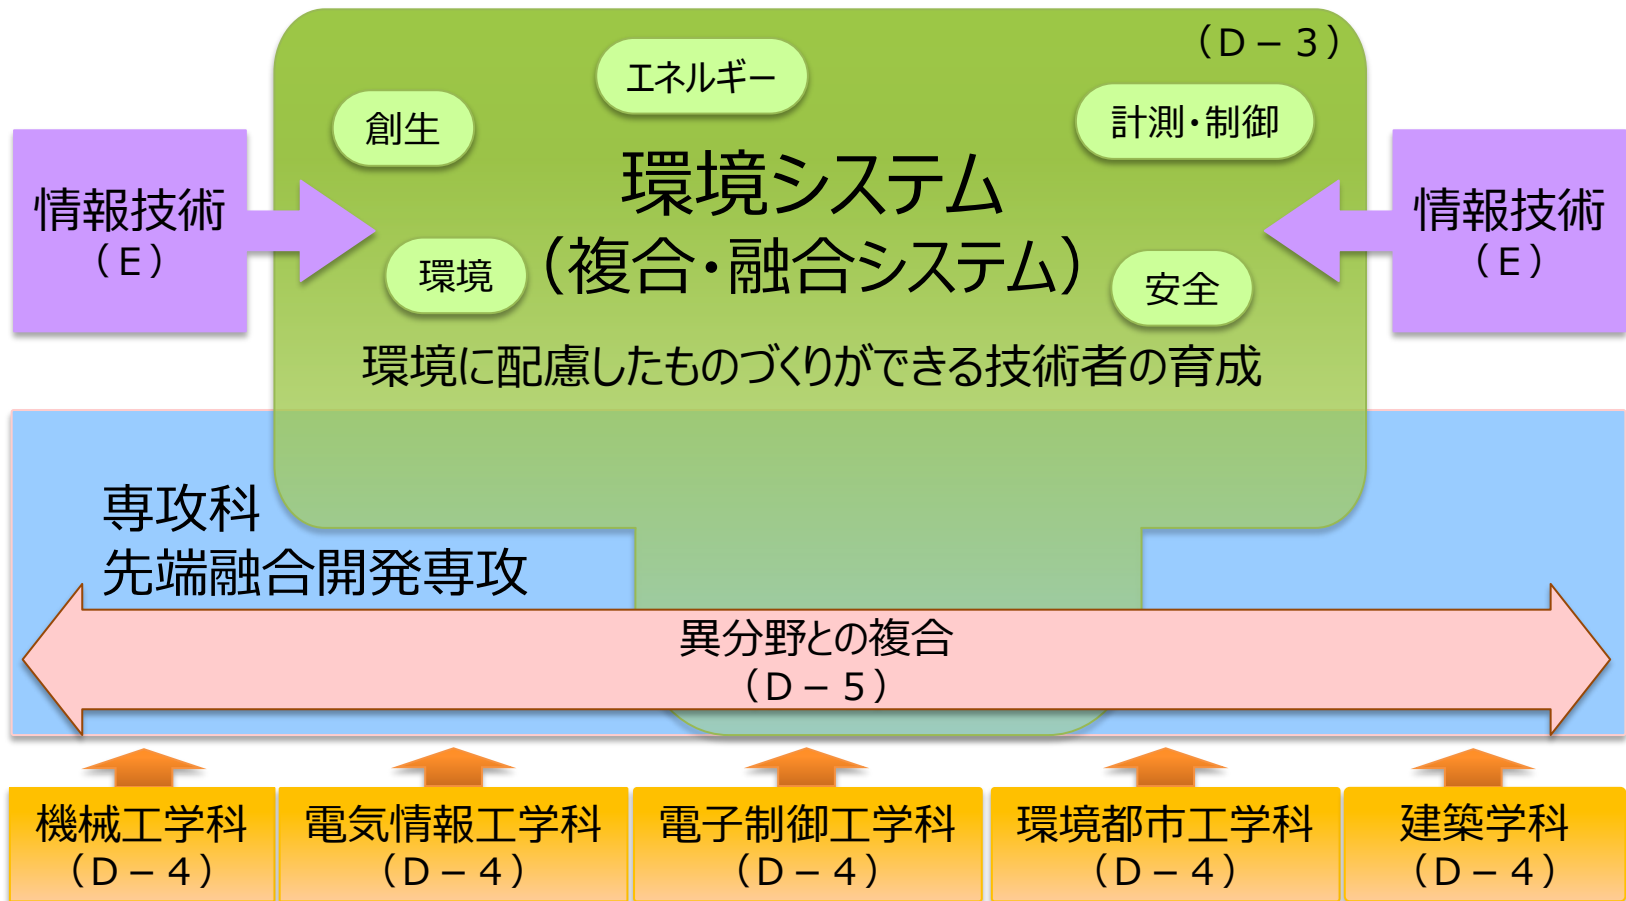 （Ｄ－３）
エネルギー
創生
計測・制御
環境システム
（複合・融合システム）
情報技術
（Ｅ）
情報技術
（Ｅ）
環境
安全
環境に配慮したものづくりができる技術者の育成
専攻科
先端融合開発専攻
異分野との複合
（Ｄ－５）
機械工学科
（Ｄ－４）
電気情報工学科
（Ｄ－４）
電子制御工学科
（Ｄ－４）
環境都市工学科
（Ｄ－４）
建築学科
（Ｄ－４）